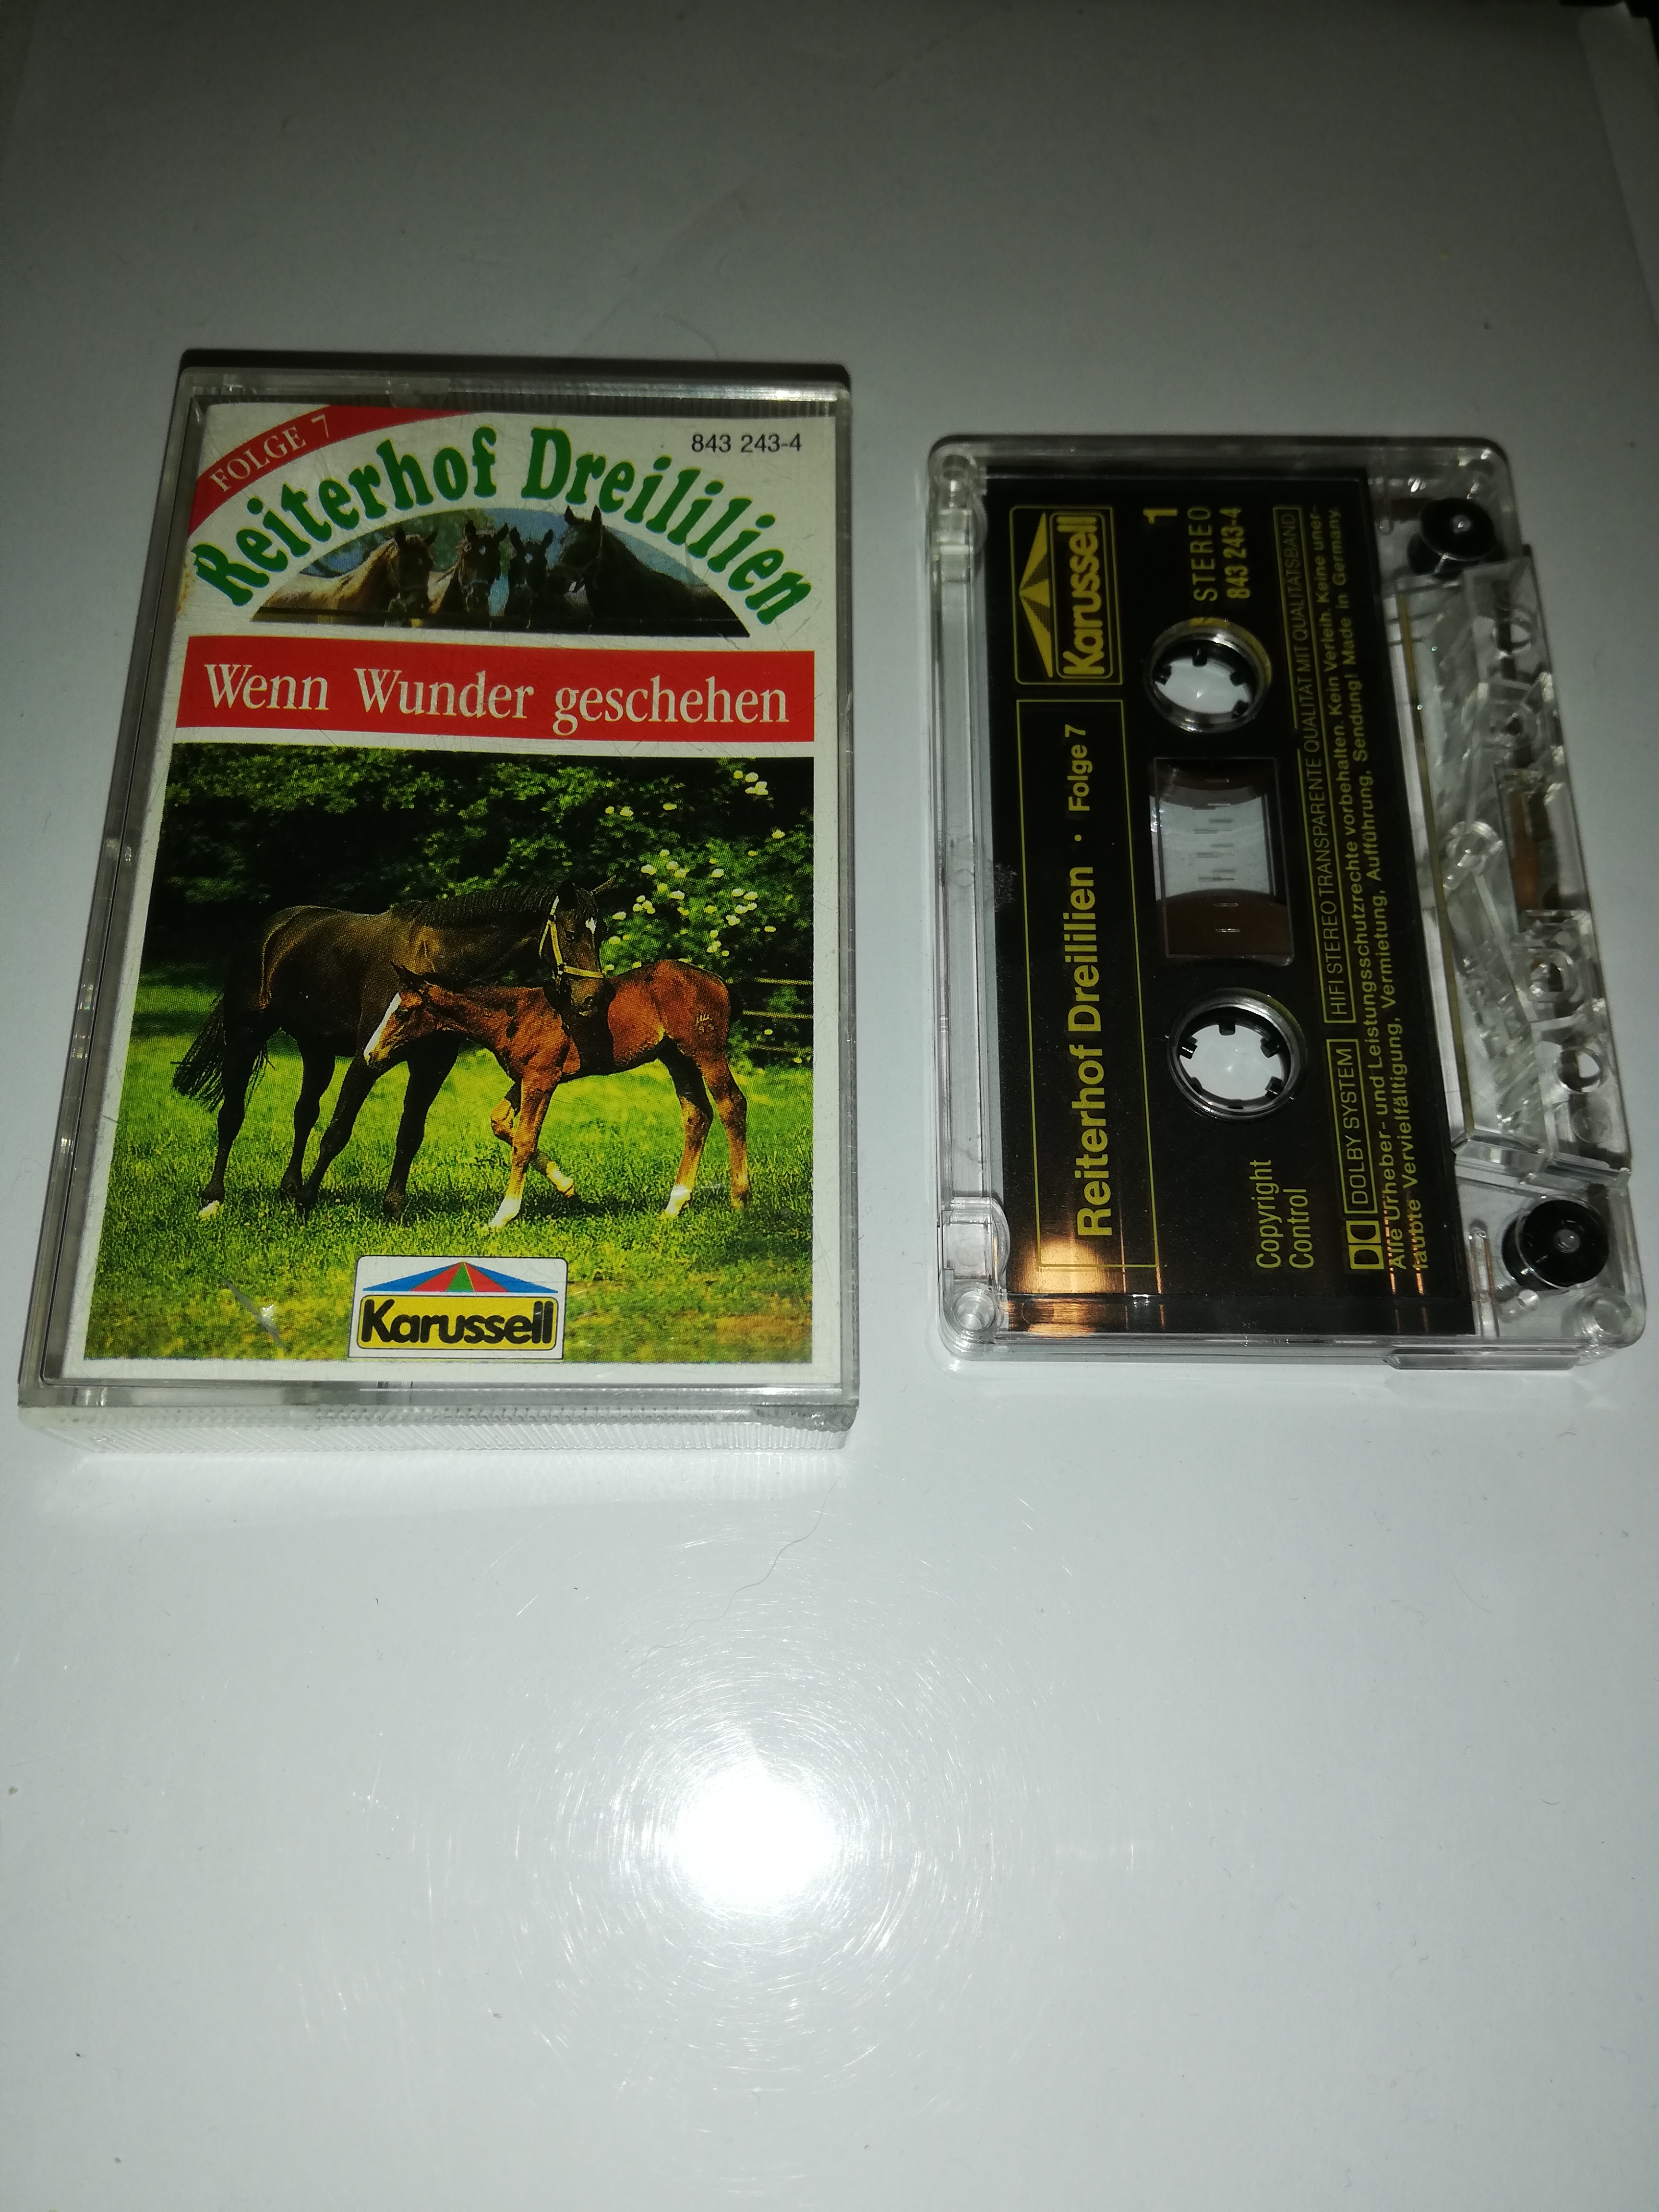 FOLGE 7
843 243-4
Reiterhof Dreililien
Wenn Wunder geschehen
Karussell
Karussell
1
STEREO
843 243-4
Reiterhof Dreililien · Folge 7
Copyright
Control
DOLBY SYSTEM HIFI STEREO TRANSPARENTE QUALITÄT MIT QUALITÄTSBAND
Alle Urheber- und Leistungsschutzrechte vorbehalten. Kein Verleih. Keine uner-
laubte Vervielfältigung, Vermietung, Aufführung, Sendung! Made in Germany.